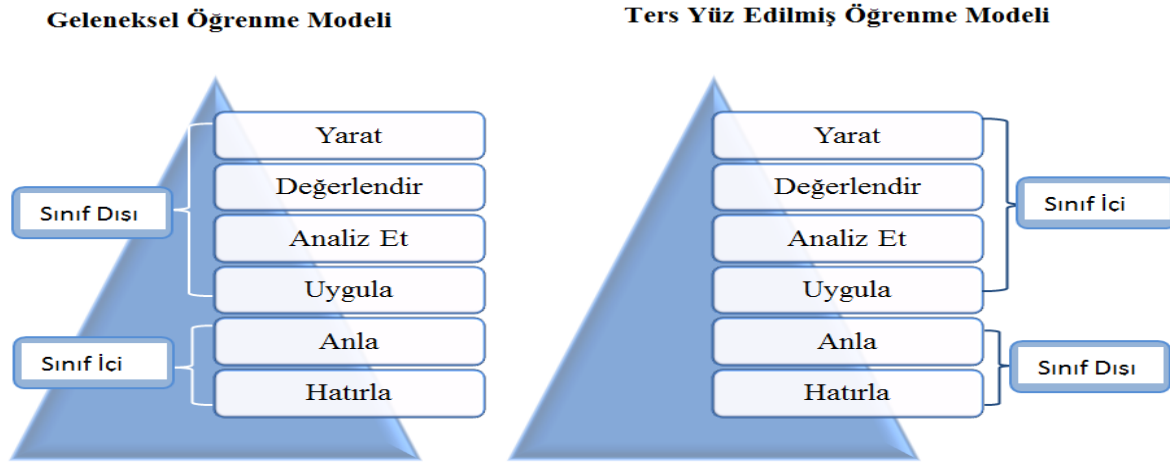 Geleneksel Öğrenme Modeli
Yarat
Değerlendir
Analiz Et
Uygula
Anla
Hatırla
Sınıf Dışı
Sınıf İçi
Ters Yüz Edilmiş Öğrenme Modeli
Yarat
Değerlendir
Analiz Et
Uygula
Anla
Hatırla
Sınıf İçi
Sınıf Dışı